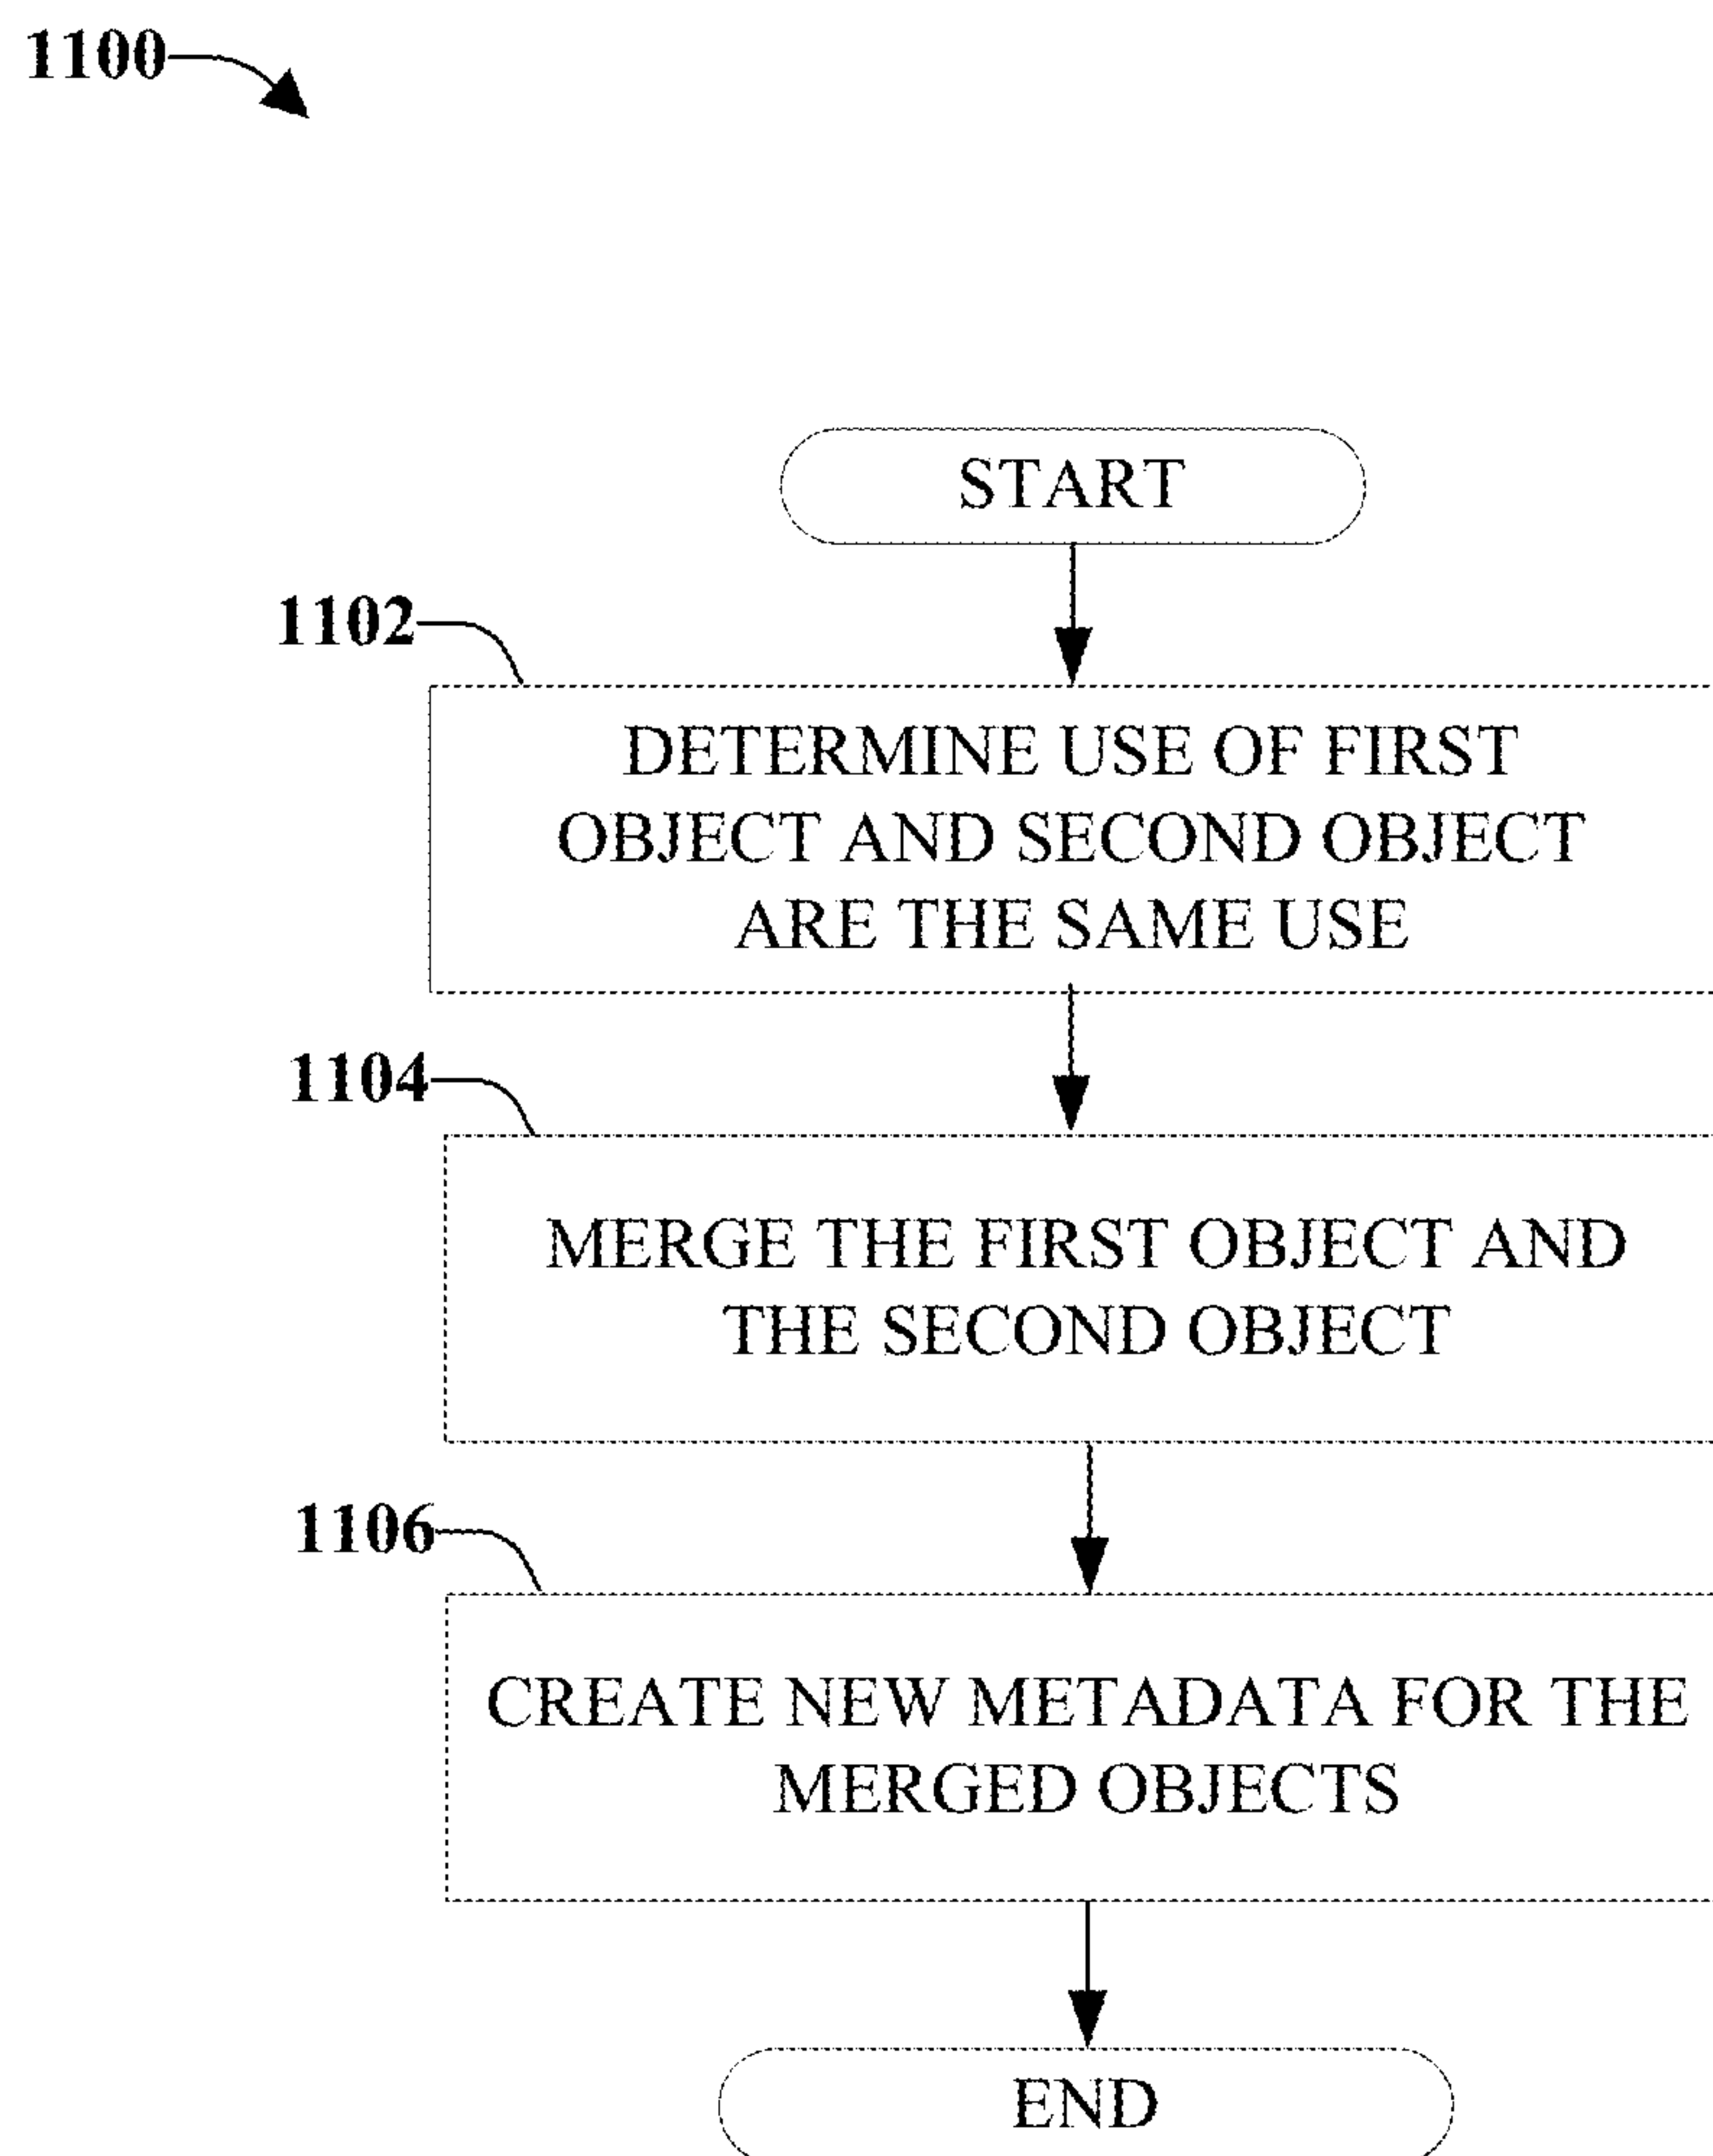 1100
START
1102
DETERMINE USE OF FIRST
OBJECT AND SECOND OBJECT
ARE THE SAME USE
1104
MERGE THE FIRST OBJECT AND
THE SECOND OBJECT
1106
CREATE NEW METADATA FOR THE
MERGED OBJECTS
END